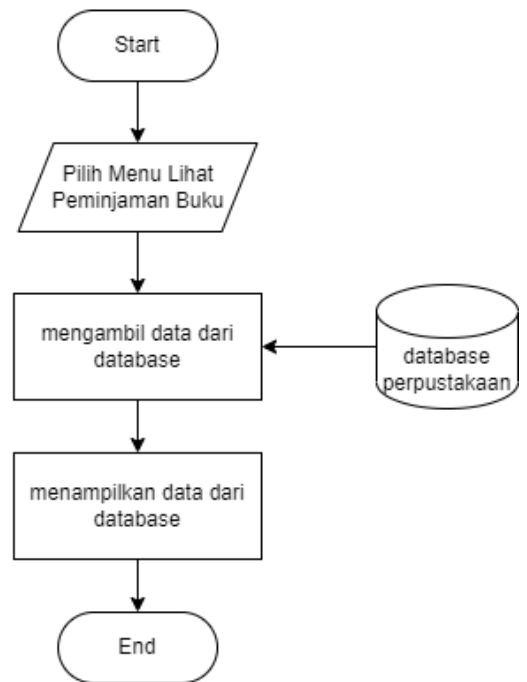 Start
Pilih Menu Lihat
Peminjaman Buku
mengambil data dari
database
database
perpustakaan
menampilkan data dari
database
End